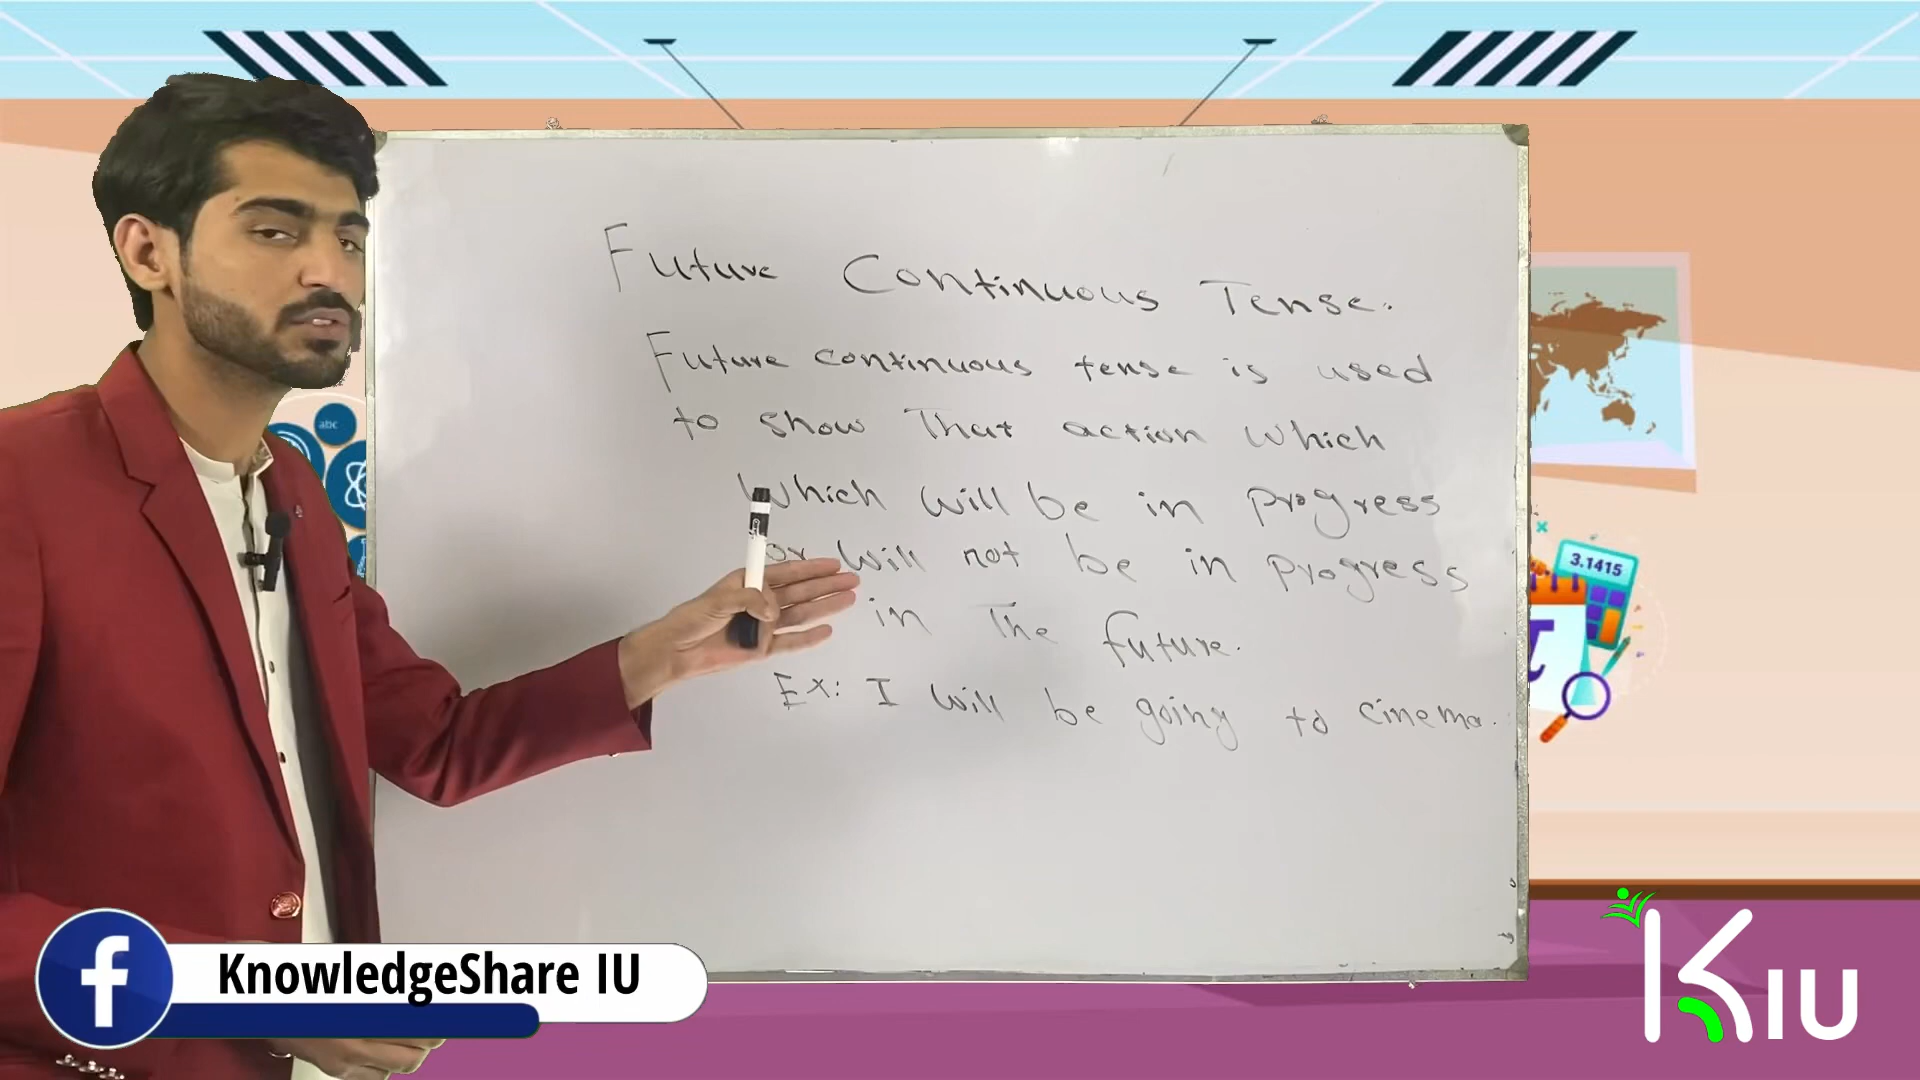 Future Continuous Tense.
Future continuous tense is used
to show That action which
Which will be in progress
or will not be in progress
in The future.
Ex: I will be going to cinema.
abc
3.1415
f KnowledgeShare IU
KIU